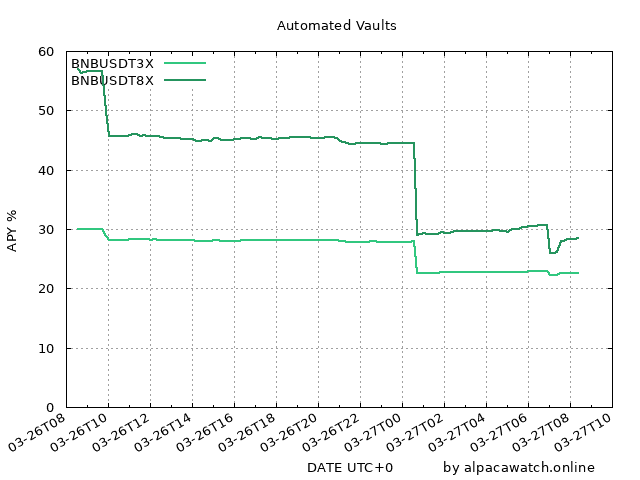 Automated Vaults
BNBUSDT3X
BNBUSDT8X
APY %
60
50
40
30
20
10
0
03-26T08
03-26T10
03-26T12
03-26T14
03-26T16
03-26T18
03-26T20
03-26T22
03-27T00
03-27T02
03-27T04
03-27T06
03-27T08
03-27T10
DATE UTC+0
by alpacawatch.online